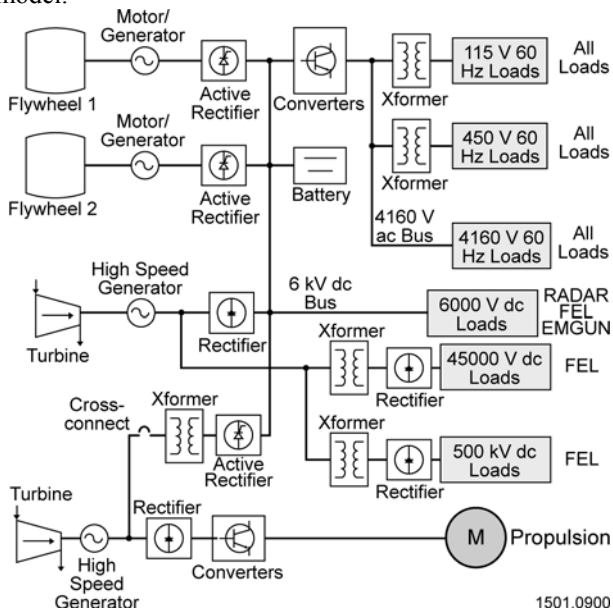 model.
Motor/
Generator
Flywheel 1
Active
Rectifier
Converters
Xformer
115 V 60
Hz Loads
All
Loads
Motor/
Generator
Flywheel 2
Active
Rectifier
Battery
Xformer
450 V 60
Hz Loads
All
Loads
4160 V
ac Bus
4160 V 60
Hz Loads
All
Loads
High Speed
Generator
Turbine
Rectifier
6 kV dc
Bus
6000 V dc
Loads
RADAR
FEL
EMGUN
Xformer
Rectifier
45000 V dc
Loads
FEL
Cross-
connect
Xformer
Active
Rectifier
Xformer
Rectifier
500 kV dc
Loads
FEL
Turbine
High
Speed
Generator
Rectifier
Converters
M
Propulsion
1501.0900